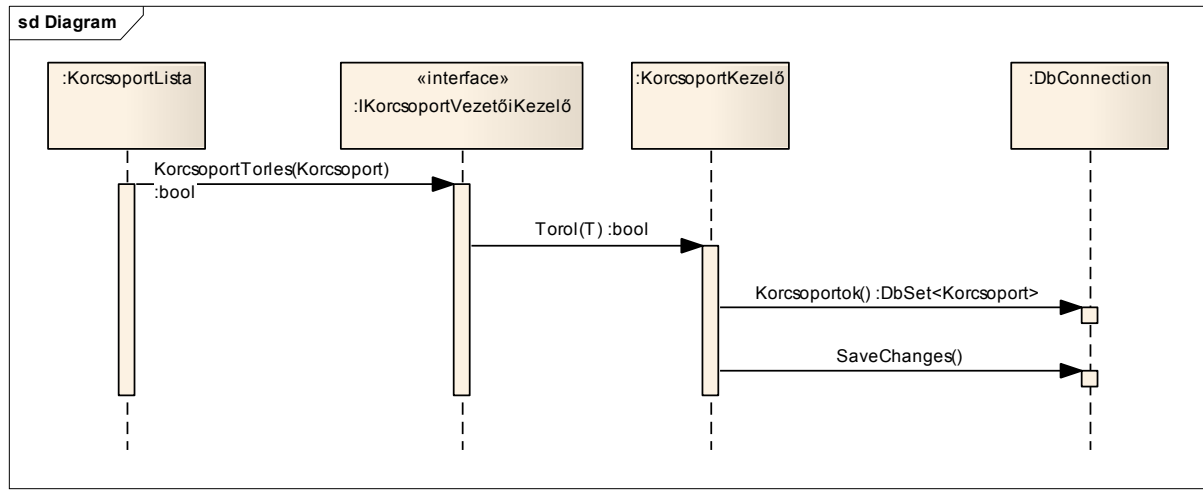 sd Diagram
:KorcsoportLista
«interface»
:IKorcsoportVezetőiKezelő
:KorcsoportKezelő
:DbConnection
KorcsoportTorles(Korcsoport)
:bool
Torol(T) :bool
Korcsoportok() :DbSet<Korcsoport>
SaveChanges()